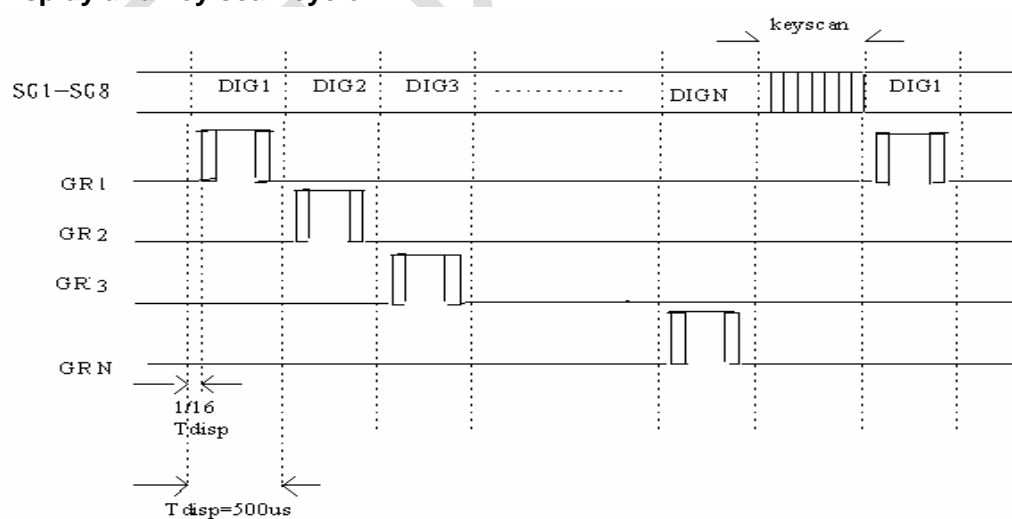 keyscan
SG1-SG8 DIG1 DIG2 DIG3 ............. DIGN DIG1
GR1
GR2
GR3
GRN
1/16
Tdisp
Tdisp=500us